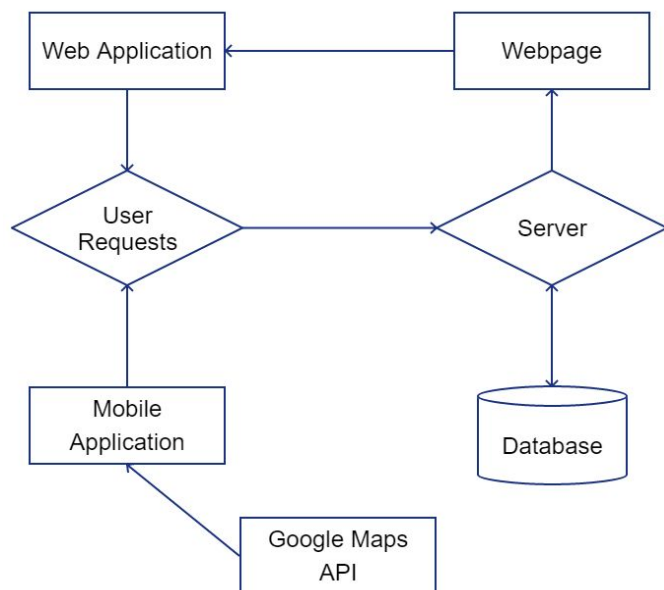 Web Application
Webpage
User
Requests
Server
Mobile
Application
Database
Google Maps
API